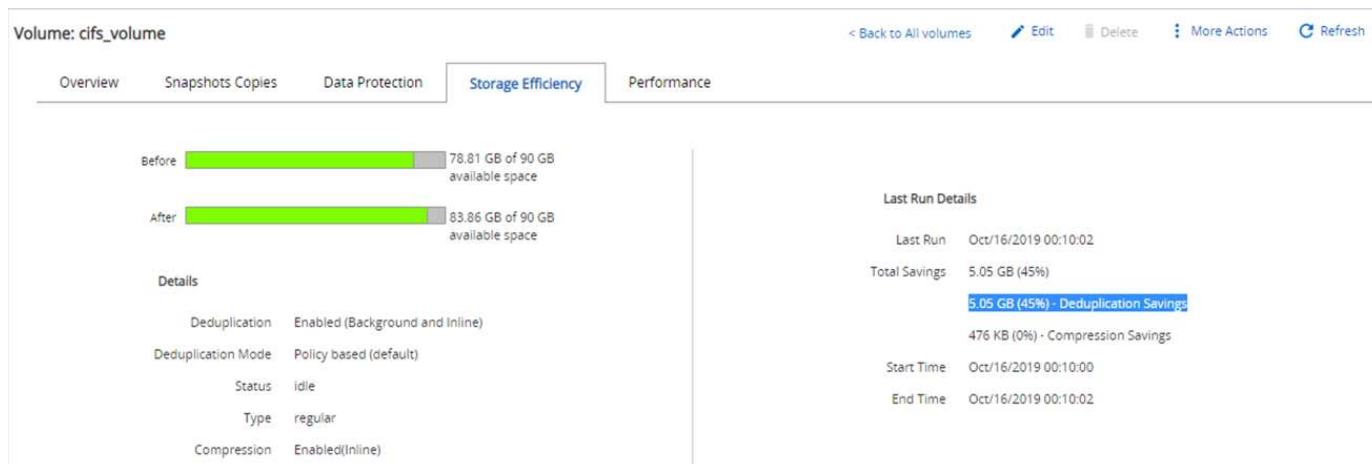 Volume: cifs_volume
< Back to All volumes Edit Delete More Actions Refresh
Overview Snapshots Copies Data Protection Storage Efficiency Performance
Before 78.81 GB of 90 GB
available space
After 83.86 GB of 90 GB
available space
Details
Deduplication Enabled (Background and Inline)
Deduplication Mode Policy based (default)
Status idle
Type regular
Compression Enabled(Inline)
Last Run Details
Last Run Oct/16/2019 00:10:02
Total Savings 5.05 GB (45%)
5.05 GB (45%) - Deduplication Savings
476 KB (0%) - Compression Savings
Start Time Oct/16/2019 00:10:00
End Time Oct/16/2019 00:10:02